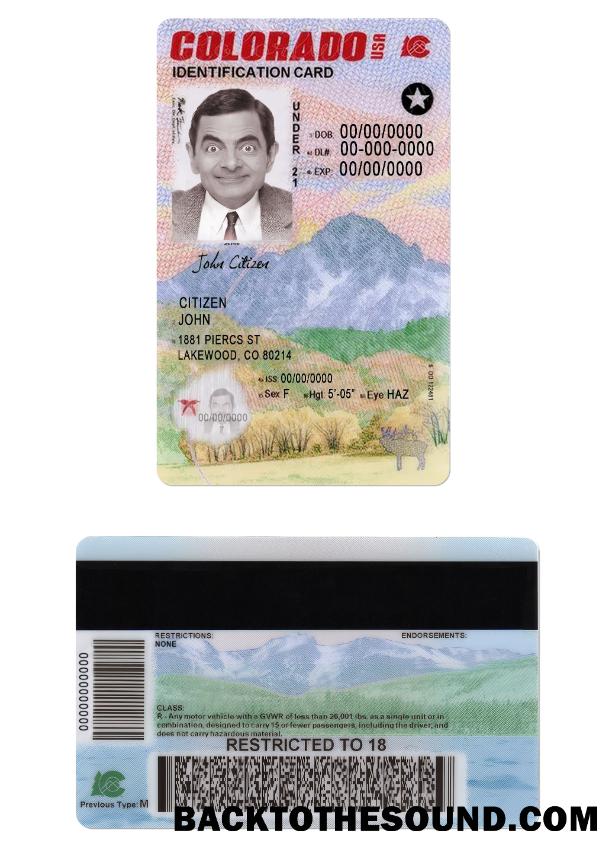 COLORADO USA
IDENTIFICATION CARD
UNDER 21
DOB: 00/00/0000
DL# 00-000-0000
EXP: 00/00/0000
John Citizen
CITIZEN
JOHN
1881 PIERCS ST
LAKEWOOD, CO 80214
ISS: 00/00/0000
Sex F Hgt 5'-05" Eye HAZ
00/00/0000
RESTRICTIONS: ENDORSEMENTS:
NONE
00000000000
CLASS:
R - Any motor vehicle with a GVWR of less than 26,001 lbs. as a single unit or in
combination, designed to carry 15 or fewer passengers, including the driver, and
does not carry hazardous material.
RESTRICTED TO 18
Previous Type: M
BACKTOTHESOUND.COM